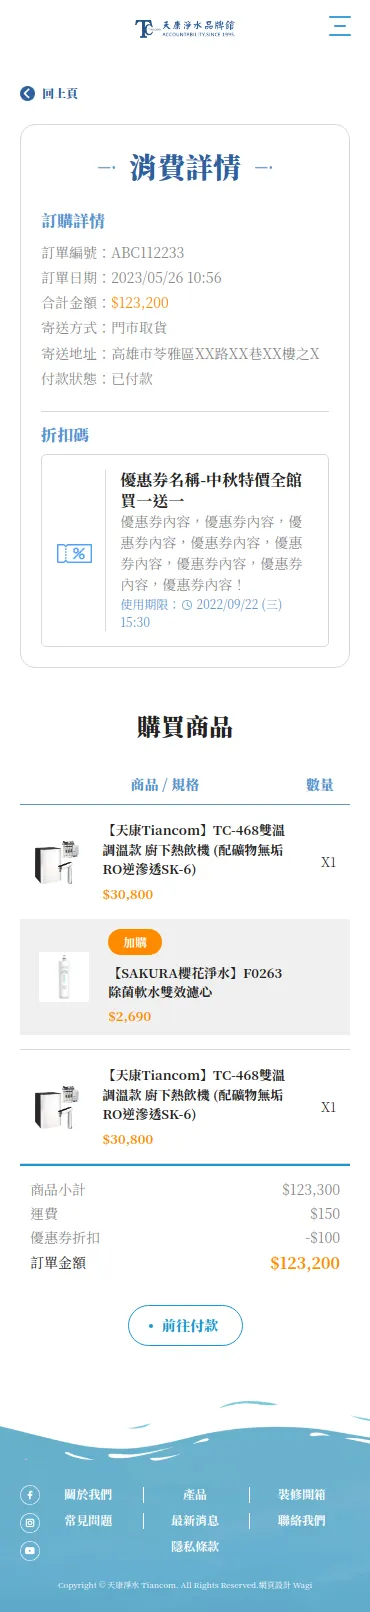 Tc 天康淨水品牌館
ACCOUNTABILITY.SINCE 1995.
回上頁
消費詳情
訂購詳情
訂單編號：ABC112233
訂單日期：2023/05/26 10:56
合計金額：$123,200
寄送方式：門市取貨
寄送地址：高雄市苓雅區XX路XX巷XX樓之X
付款狀態：已付款
折扣碼
優惠券名稱-中秋特價全館
買一送一
優惠券內容，優惠券內容，優
惠券內容，優惠券內容，優惠
券內容，優惠券內容，優惠券
內容，優惠券內容！
使用期限： 2022/09/22 (三)
15:30
購買商品
商品 / 規格 數量
【天康Tiancom】TC-468雙溫
調溫款 廚下熱飲機 (配礦物無垢
RO逆滲透SK-6)
X1
$30,800
加購
【SAKURA櫻花淨水】F0263
除菌軟水雙效濾心
$2,690
【天康Tiancom】TC-468雙溫
調溫款 廚下熱飲機 (配礦物無垢
RO逆滲透SK-6)
X1
$30,800
商品小計 $123,300
運費 $150
優惠券折扣 -$100
訂單金額 $123,200
前往付款
關於我們 產品 裝修開箱
常見問題 最新消息 聯絡我們
隱私條款
Copyright © 天康淨水 Tiancom. All Rights Reserved.網頁設計 Wagi